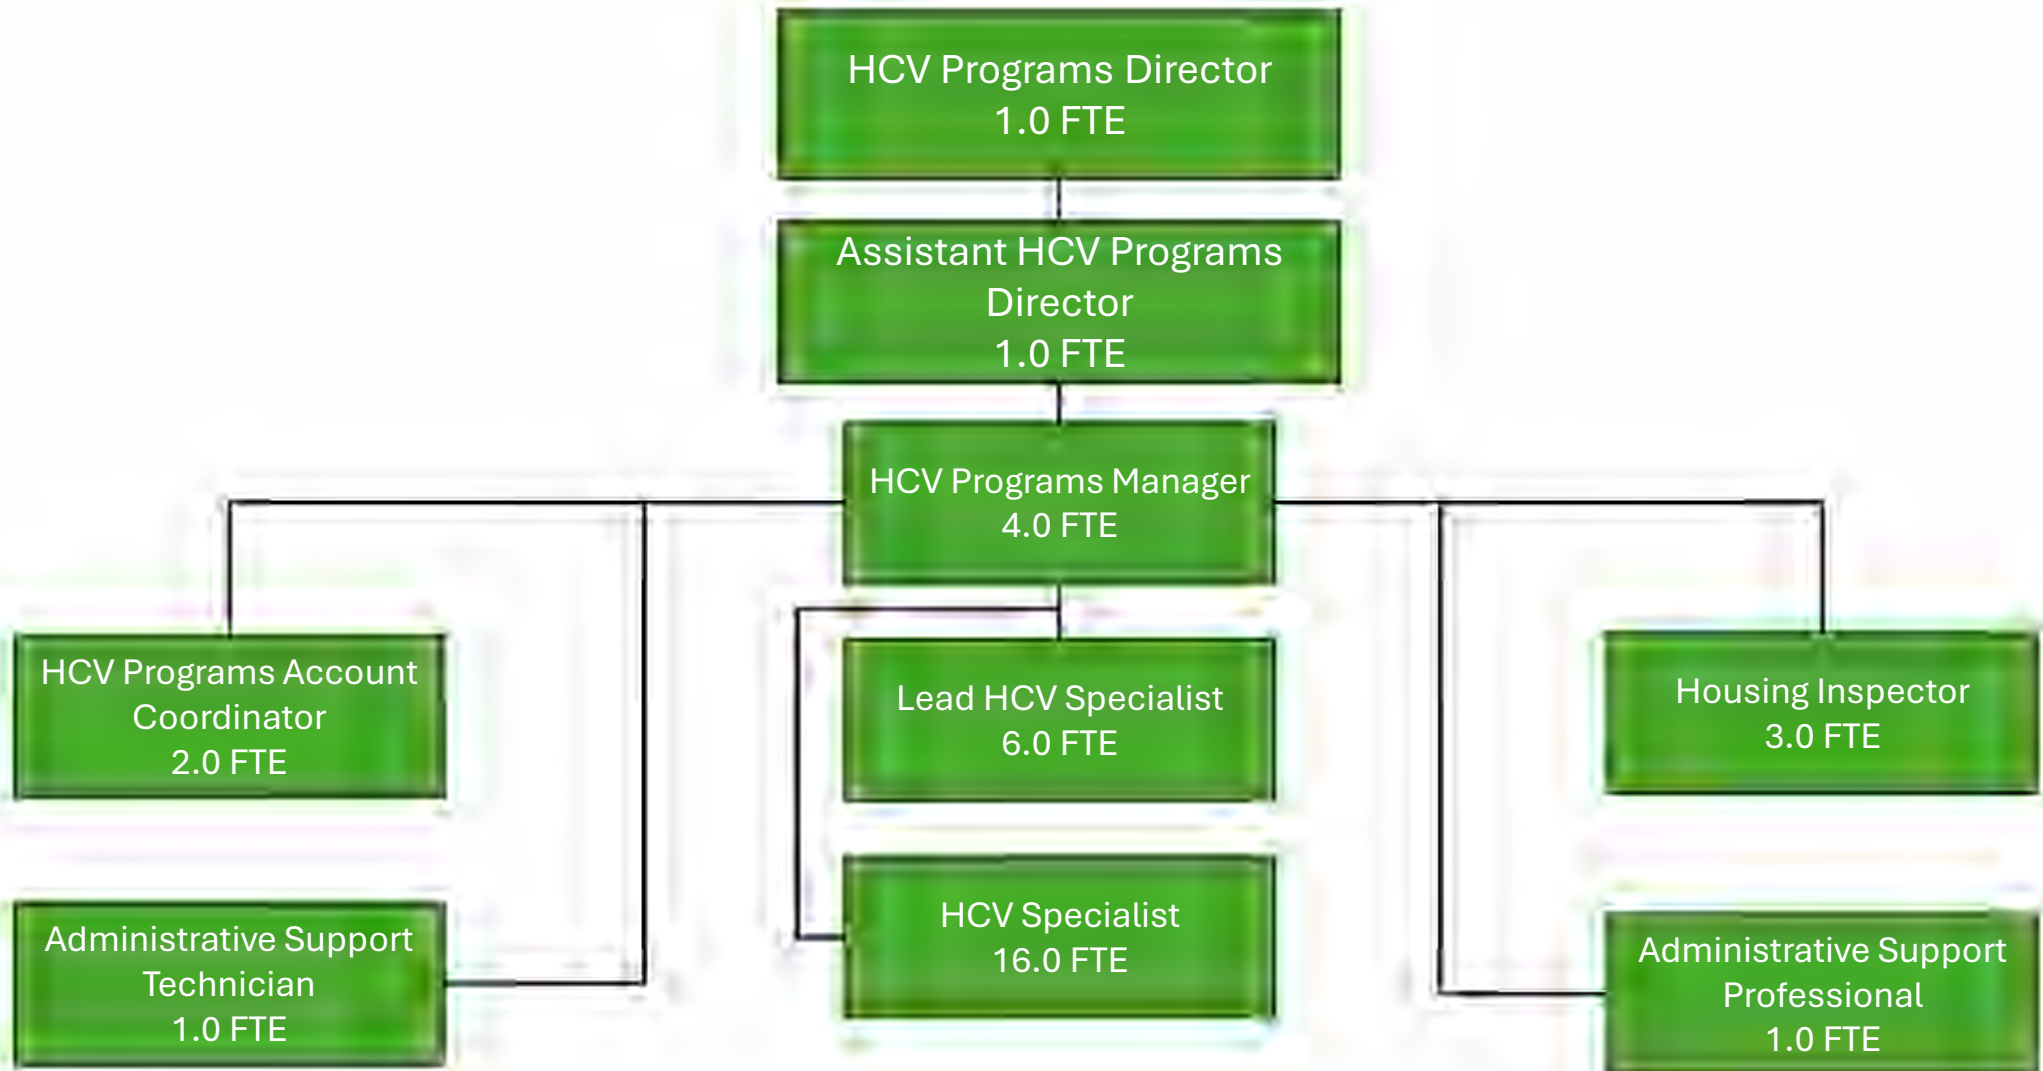 HCV Programs Director
1.0 FTE
Assistant HCV Programs
Director
1.0 FTE
HCV Programs Manager
4.0 FTE
HCV Programs Account
Coordinator
2.0 FTE
Lead HCV Specialist
6.0 FTE
Housing Inspector
3.0 FTE
Administrative Support
Technician
1.0 FTE
HCV Specialist
16.0 FTE
Administrative Support
Professional
1.0 FTE